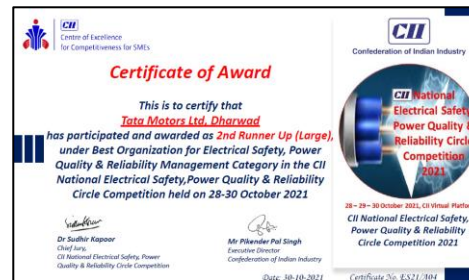 CII
Centre of Excellence
for Competitiveness for SMEs
Certificate of Award
This is to certify that
Tata Motors Ltd, Dharwad
has participated and awarded as 2nd Runner Up (Large),
under Best Organization for Electrical Safety, Power
Quality & Reliability Management Category in the CII
National Electrical Safety,Power Quality & Reliability
Circle Competition held on 28-30 October 2021
Dr Sudhir Kapoor
Chief Jury,
CII National Electrical Safety, Power
Quality & Reliability Circle Competition
Mr Pikender Pal Singh
Executive Director
Confederation of Indian Industry
Date: 30-10-2021
CII
Confederation of Indian Industry
CII National
Electrical Safety,
Power Quality &
Reliability Circle
Competition
2021
28 – 29 – 30 October 2021, CII Virtual Platform
CII National Electrical Safety,
Power Quality & Reliability
Circle Competition 2021
Certificate No. ES21/A04